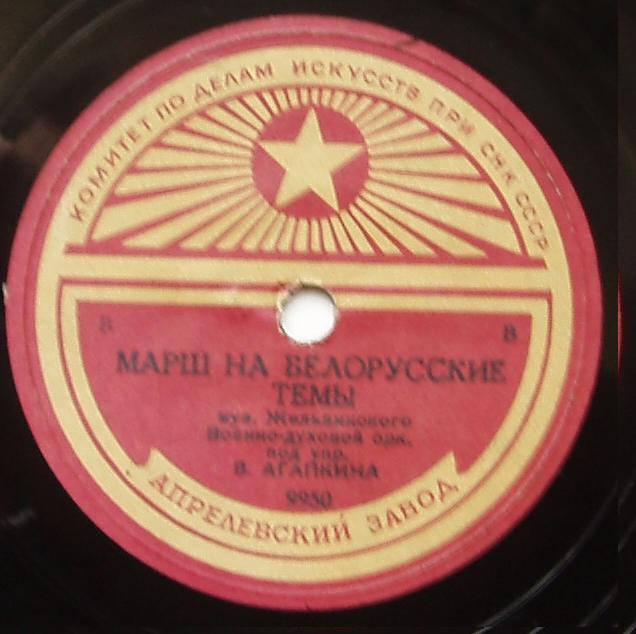 КОМИТЕТ ПО ДЕЛАМ ИСКУССТВ ПРИ СНК СССР
В В
МАРШ НА БЕЛОРУССКИЕ
ТЕМЫ
муз.
Военно-духовой орк.
под упр.
В. АГАПКИНА
9950
АПРЕЛЕВСКИЙ ЗАВОД